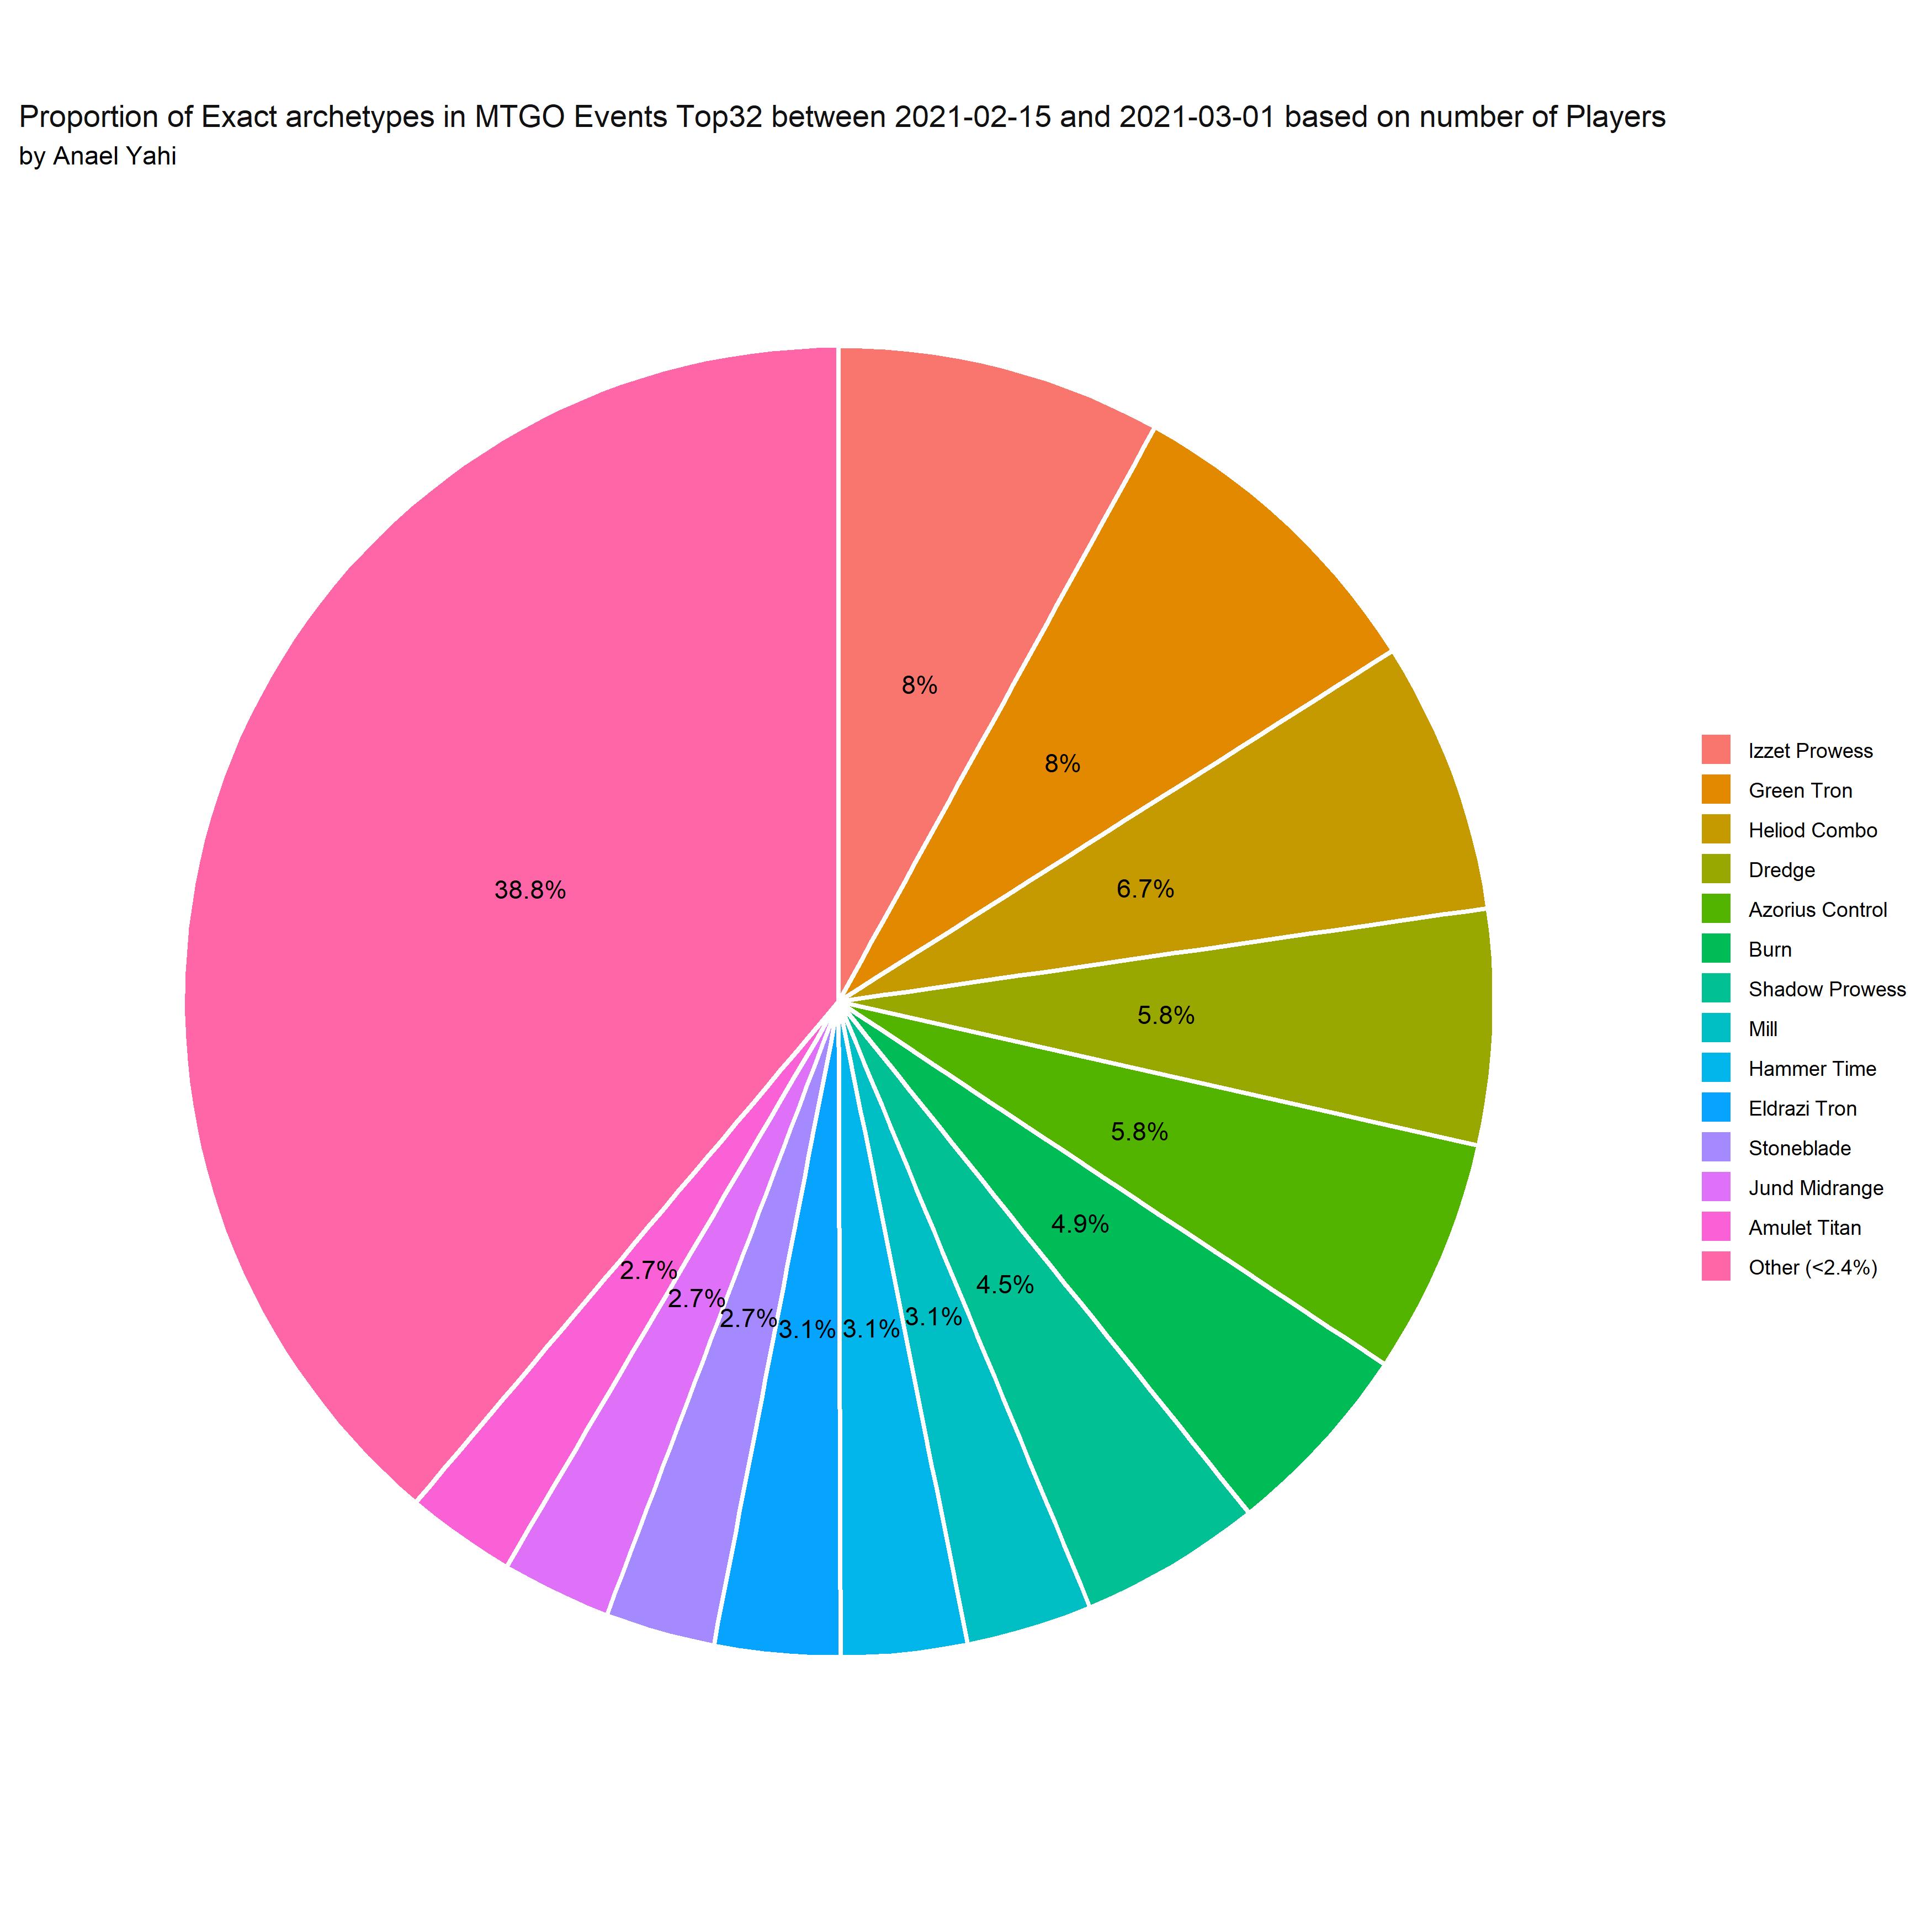 Proportion of Exact archetypes in MTGO Events Top32 between 2021-02-15 and 2021-03-01 based on number of Players
by Anael Yahi
8%
8%
6.7%
5.8%
5.8%
4.9%
4.5%
3.1%
3.1%
3.1%
2.7%
2.7%
2.7%
38.8%
Izzet Prowess
Green Tron
Heliod Combo
Dredge
Azorius Control
Burn
Shadow Prowess
Mill
Hammer Time
Eldrazi Tron
Stoneblade
Jund Midrange
Amulet Titan
Other (<2.4%)